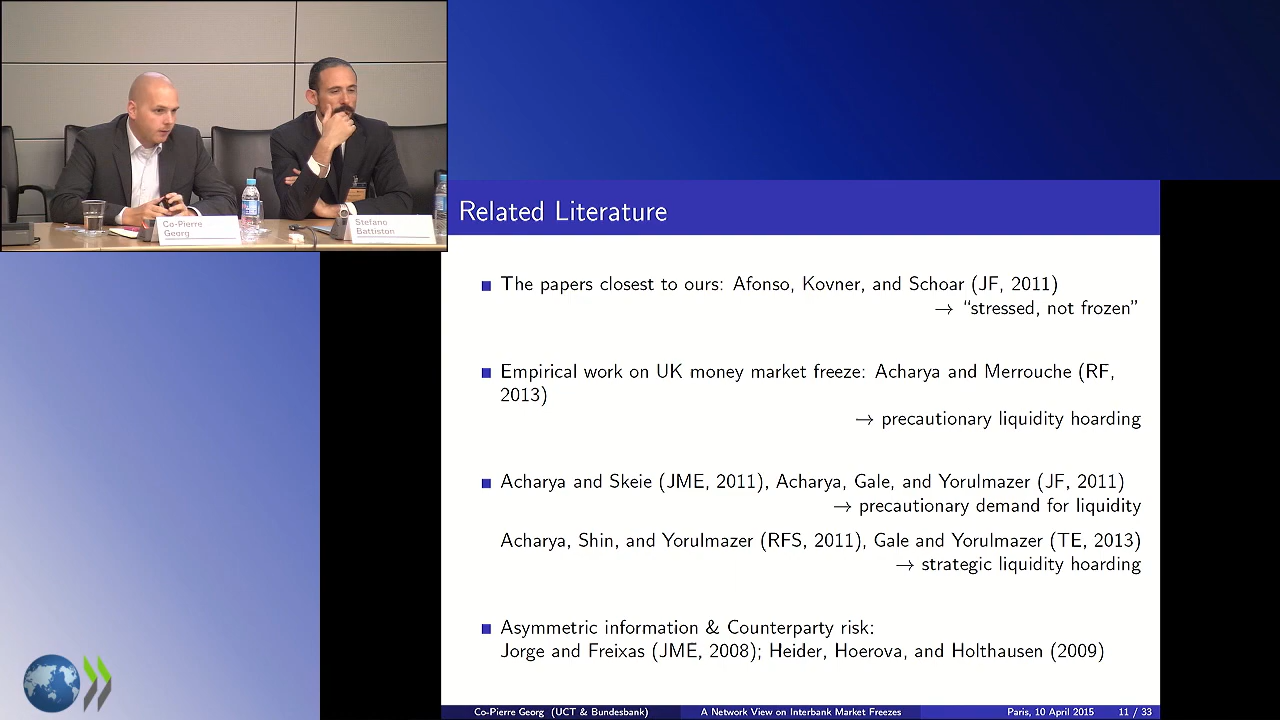 Co-Pierre
Georg
Stefano
Battiston
Related Literature
The papers closest to ours: Afonso, Kovner, and Schoar (JF, 2011)
→ “stressed, not frozen”
Empirical work on UK money market freeze: Acharya and Merrouche (RF,
2013)
→ precautionary liquidity hoarding
Acharya and Skeie (JME, 2011), Acharya, Gale, and Yorulmazer (JF, 2011)
→ precautionary demand for liquidity
Acharya, Shin, and Yorulmazer (RFS, 2011), Gale and Yorulmazer (TE, 2013)
→ strategic liquidity hoarding
Asymmetric information & Counterparty risk:
Jorge and Freixas (JME, 2008); Heider, Hoerova, and Holthausen (2009)
Co-Pierre Georg (UCT & Bundesbank) A Network View on Interbank Market Freezes Paris, 10 April 2015 11 / 33